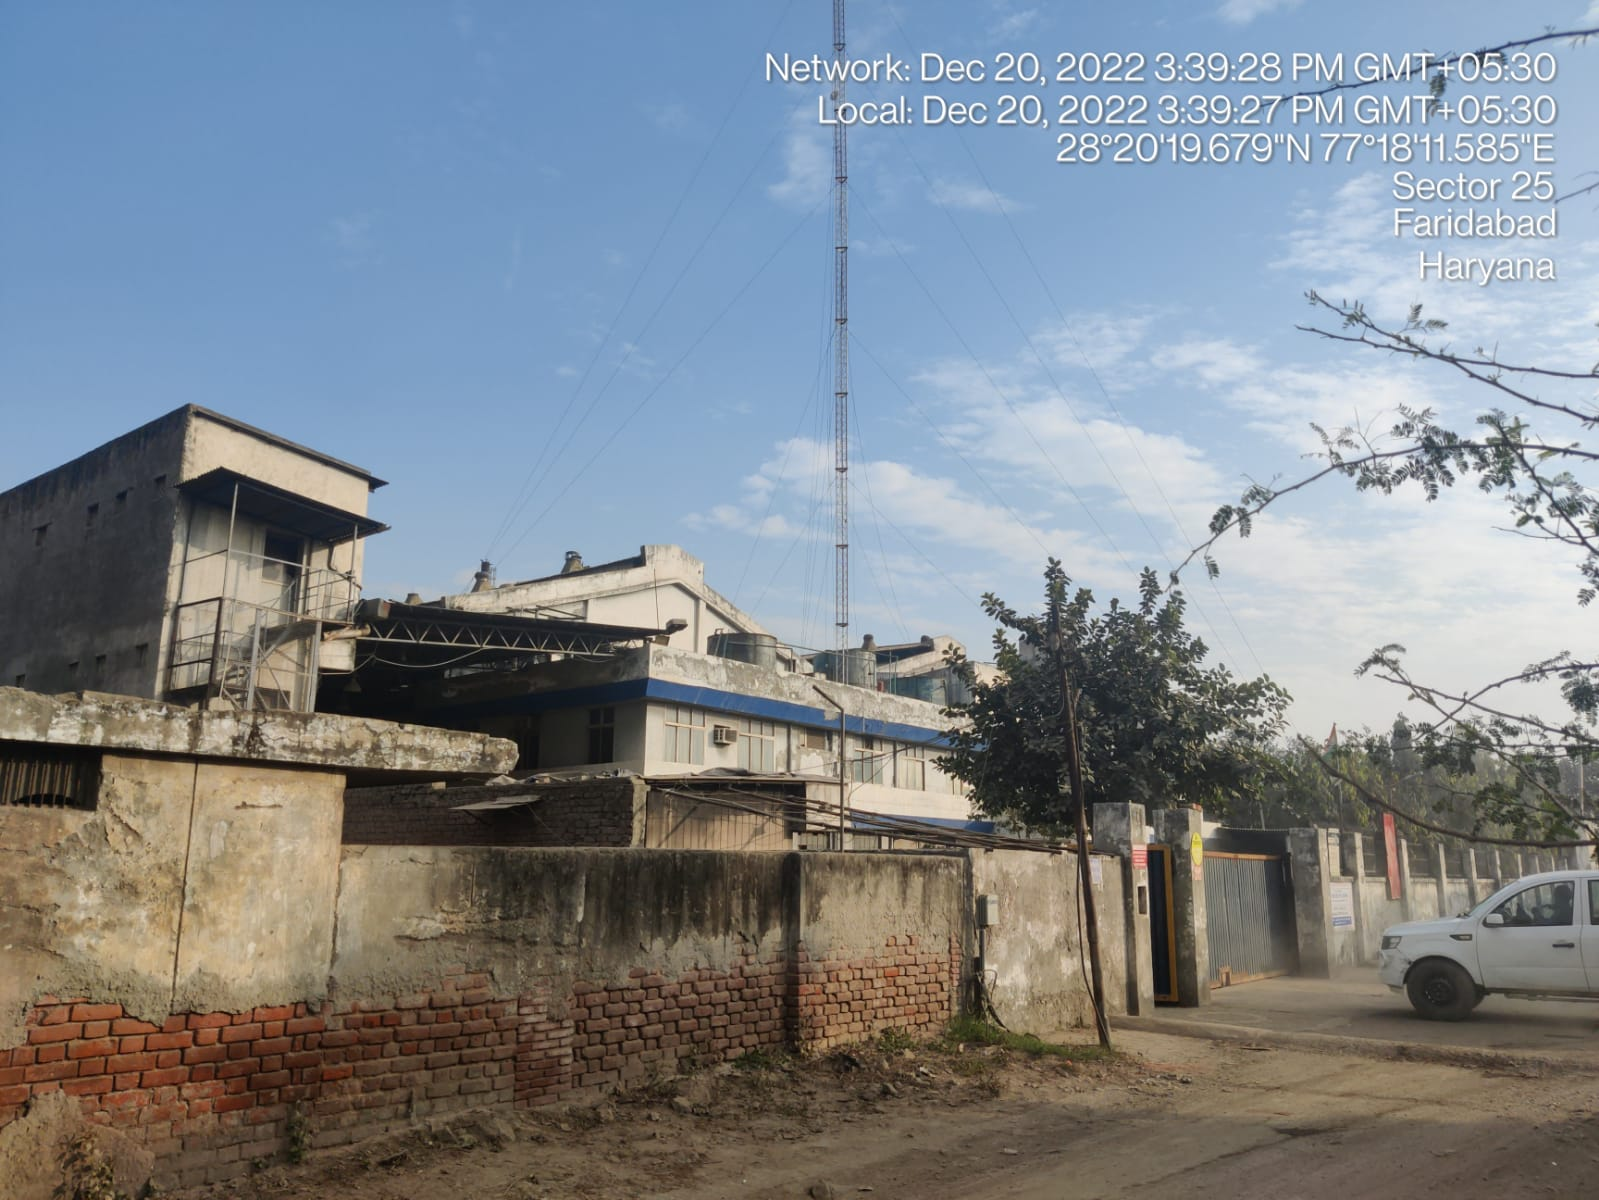 Network: Dec 20, 2022 3:39:28 PM GMT+05:30
Local: Dec 20, 2022 3:39:27 PM GMT+05:30
28°20'19.679"N 77°18'11.585"E
Sector 25
Faridabad
Haryana